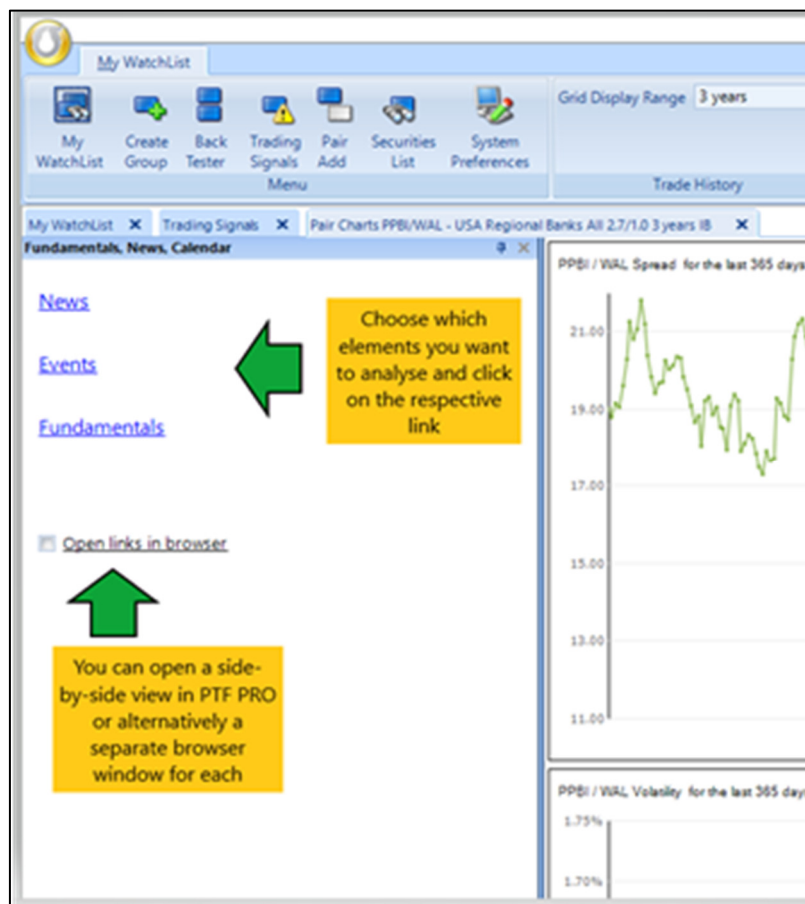 My WatchList
My
WatchList
Create
Group
Back
Tester
Trading
Signals
Pair
Add
Securities
List
System
Preferences
Menu
Grid Display Range 3 years
Trade History
My WatchList X Trading Signals X Pair Charts PPBI/WAL - USA Regional Banks All 2.7/1.0 3 years IB X
Fundamentals, News, Calendar
News
Events
Fundamentals
Choose which
elements you want
to analyse and click
on the respective
link
Open links in browser
You can open a side-
by-side view in PTF PRO
or alternatively a
separate browser
window for each
PPBI / WAL Spread for the last 365 days
21.00
19.00
17.00
15.00
13.00
11.00
PPBI / WAL Volatility for the last 365 days
1.75%
1.70%